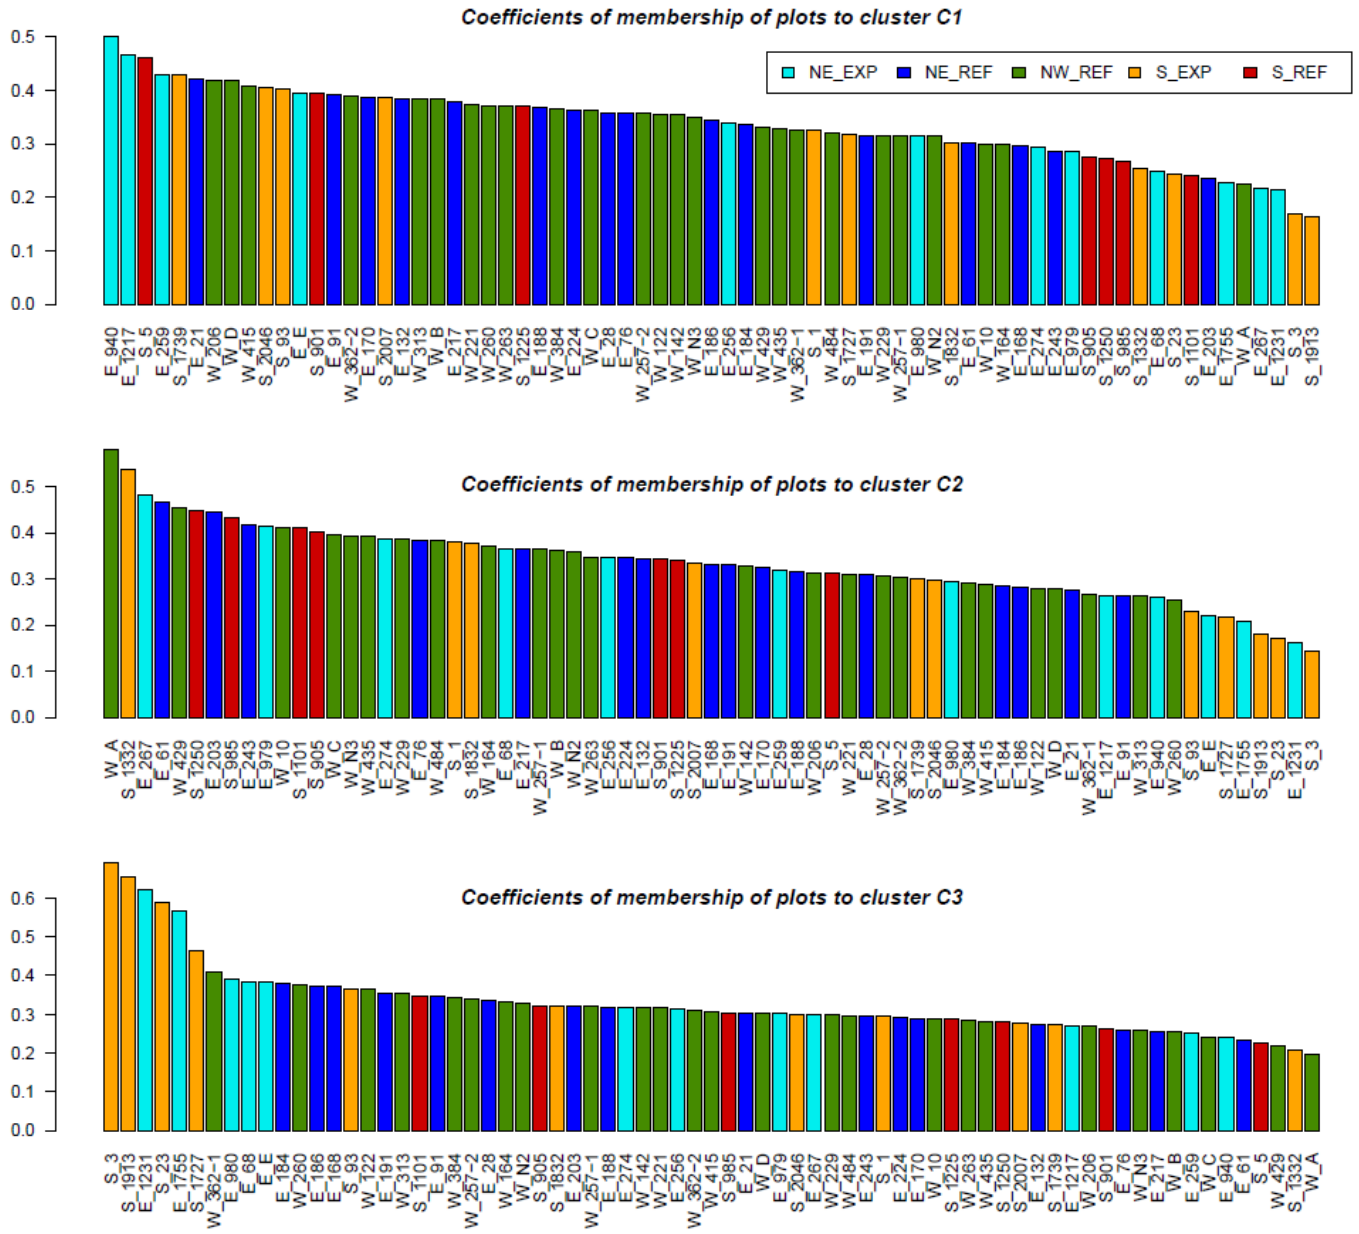 Coefficients of membership of plots to cluster C1
NE_EXP NE_REF NW_REF S_EXP S_REF
0.5
0.4
0.3
0.2
0.1
0.0
E_940 E_1217 S_5 E_259 S_1739 E_21 W_206 W_D W_415 S_2046 S_93 E_E S_901 E_91 W_362-2 E_170 S_2007 E_132 W_313 W_B E_217 W_221 W_260 W_263 S_1225 E_188 W_384 E_224 W_C E_28 E_76 W_257-2 W_122 W_142 W_N3 E_186 E_256 E_184 W_429 W_435 W_362-1 S_1 W_484 S_1727 E_191 W_229 W_257-1 E_980 W_N2 S_1832 E_61 W_10 W_164 E_168 E_274 E_243 E_979 S_905 S_1250 S_985 S_1332 E_68 S_23 S_1101 E_203 E_1755 W_A E_267 E_1231 S_3 S_1913
Coefficients of membership of plots to cluster C2
0.5
0.4
0.3
0.2
0.1
0.0
W_A S_1332 E_267 E_61 W_429 S_1250 E_203 S_985 E_243 E_979 W_10 S_1101 S_905 W_C W_N3 W_435 E_274 W_229 E_76 W_484 S_1 S_1832 W_164 E_68 E_217 W_257-1 W_B W_N2 W_263 E_256 E_224 E_132 S_901 S_1225 S_2007 E_168 E_191 W_142 E_170 E_259 E_188 W_206 S_5 W_221 E_28 W_257-2 W_362-2 S_1739 S_2046 E_980 W_384 W_415 E_184 E_186 W_122 W_D E_21 W_362-1 E_1217 E_91 W_313 E_940 W_260 S_93 E_E S_1727 E_1755 S_1913 S_23 E_1231 S_3
Coefficients of membership of plots to cluster C3
0.6
0.5
0.4
0.3
0.2
0.1
0.0
S_3 S_1913 E_1231 S_23 E_1755 S_1727 W_362-1 E_980 E_68 E_E E_184 W_260 E_186 E_168 S_93 W_122 E_191 W_313 S_1101 E_91 W_384 W_257-2 E_28 W_164 W_N2 S_905 S_1832 E_203 W_257-1 E_188 E_274 W_142 W_221 E_256 W_362-2 W_415 S_985 E_21 W_D E_979 S_2046 E_267 W_229 W_484 E_243 S_1 E_224 E_170 W_10 S_1225 W_263 W_435 S_1250 S_2007 E_132 S_1739 E_1217 W_206 S_901 E_76 W_N3 E_217 W_B E_259 W_C E_940 E_61 S_5 W_429 S_1332 W_A